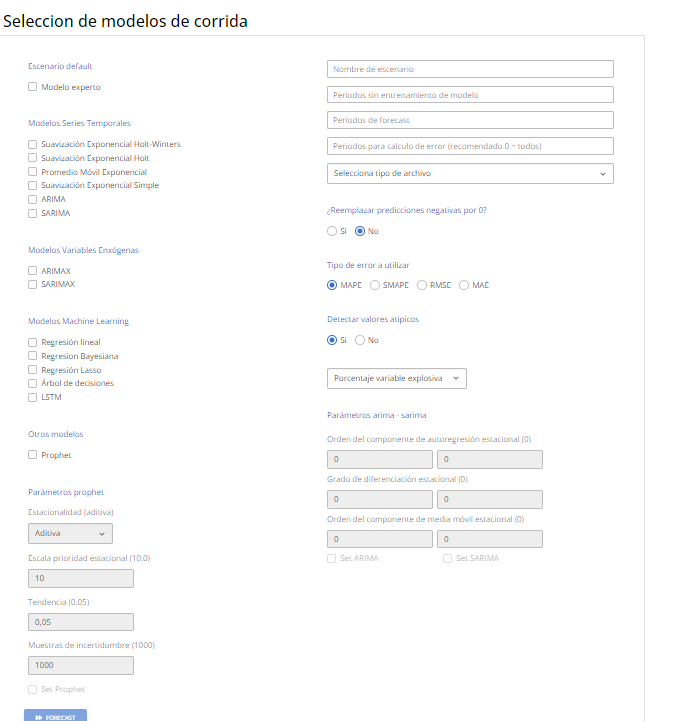 Seleccion de modelos de corrida
Escenario default
Modelo experto
Modelos Series Temporales
Suavización Exponencial Holt-Winters
Suavización Exponencial Holt
Promedio Móvil Exponencial
Suavización Exponencial Simple
ARIMA
SARIMA
Modelos Variables Enxógenas
ARIMAX
SARIMAX
Modelos Machine Learning
Regresión lineal
Regresion Bayesiana
Regresión Lasso
Árbol de decisiones
LSTM
Otros modelos
Prophet
Parámetros prophet
Estacionalidad (aditiva)
Aditiva
Escala prioridad estacional (10.0)
10
Tendencia (0.05)
0,05
Muestras de incertidumbre (1000)
1000
Set Prophet
FORECAST
Nombre de escenario
Periodos sin entrenamiento de modelo
Periodos de forecast
Periodos para calculo de error (recomendado 0 = todos)
Selecciona tipo de archivo
¿Reemplazar predicciones negativas por 0?
Si No
Tipo de error a utilizar
MAPE SMAPE RMSE MAE
Detectar valores atipicos
Si No
Porcentaje variable explosiva
Parámetros arima - sarima
Orden del componente de autoregresión estacional (0)
0 0
Grado de diferenciación estacional (0)
0 0
Orden del componente de media móvil estacional (0)
0 0
Set ARIMA Set SARIMA